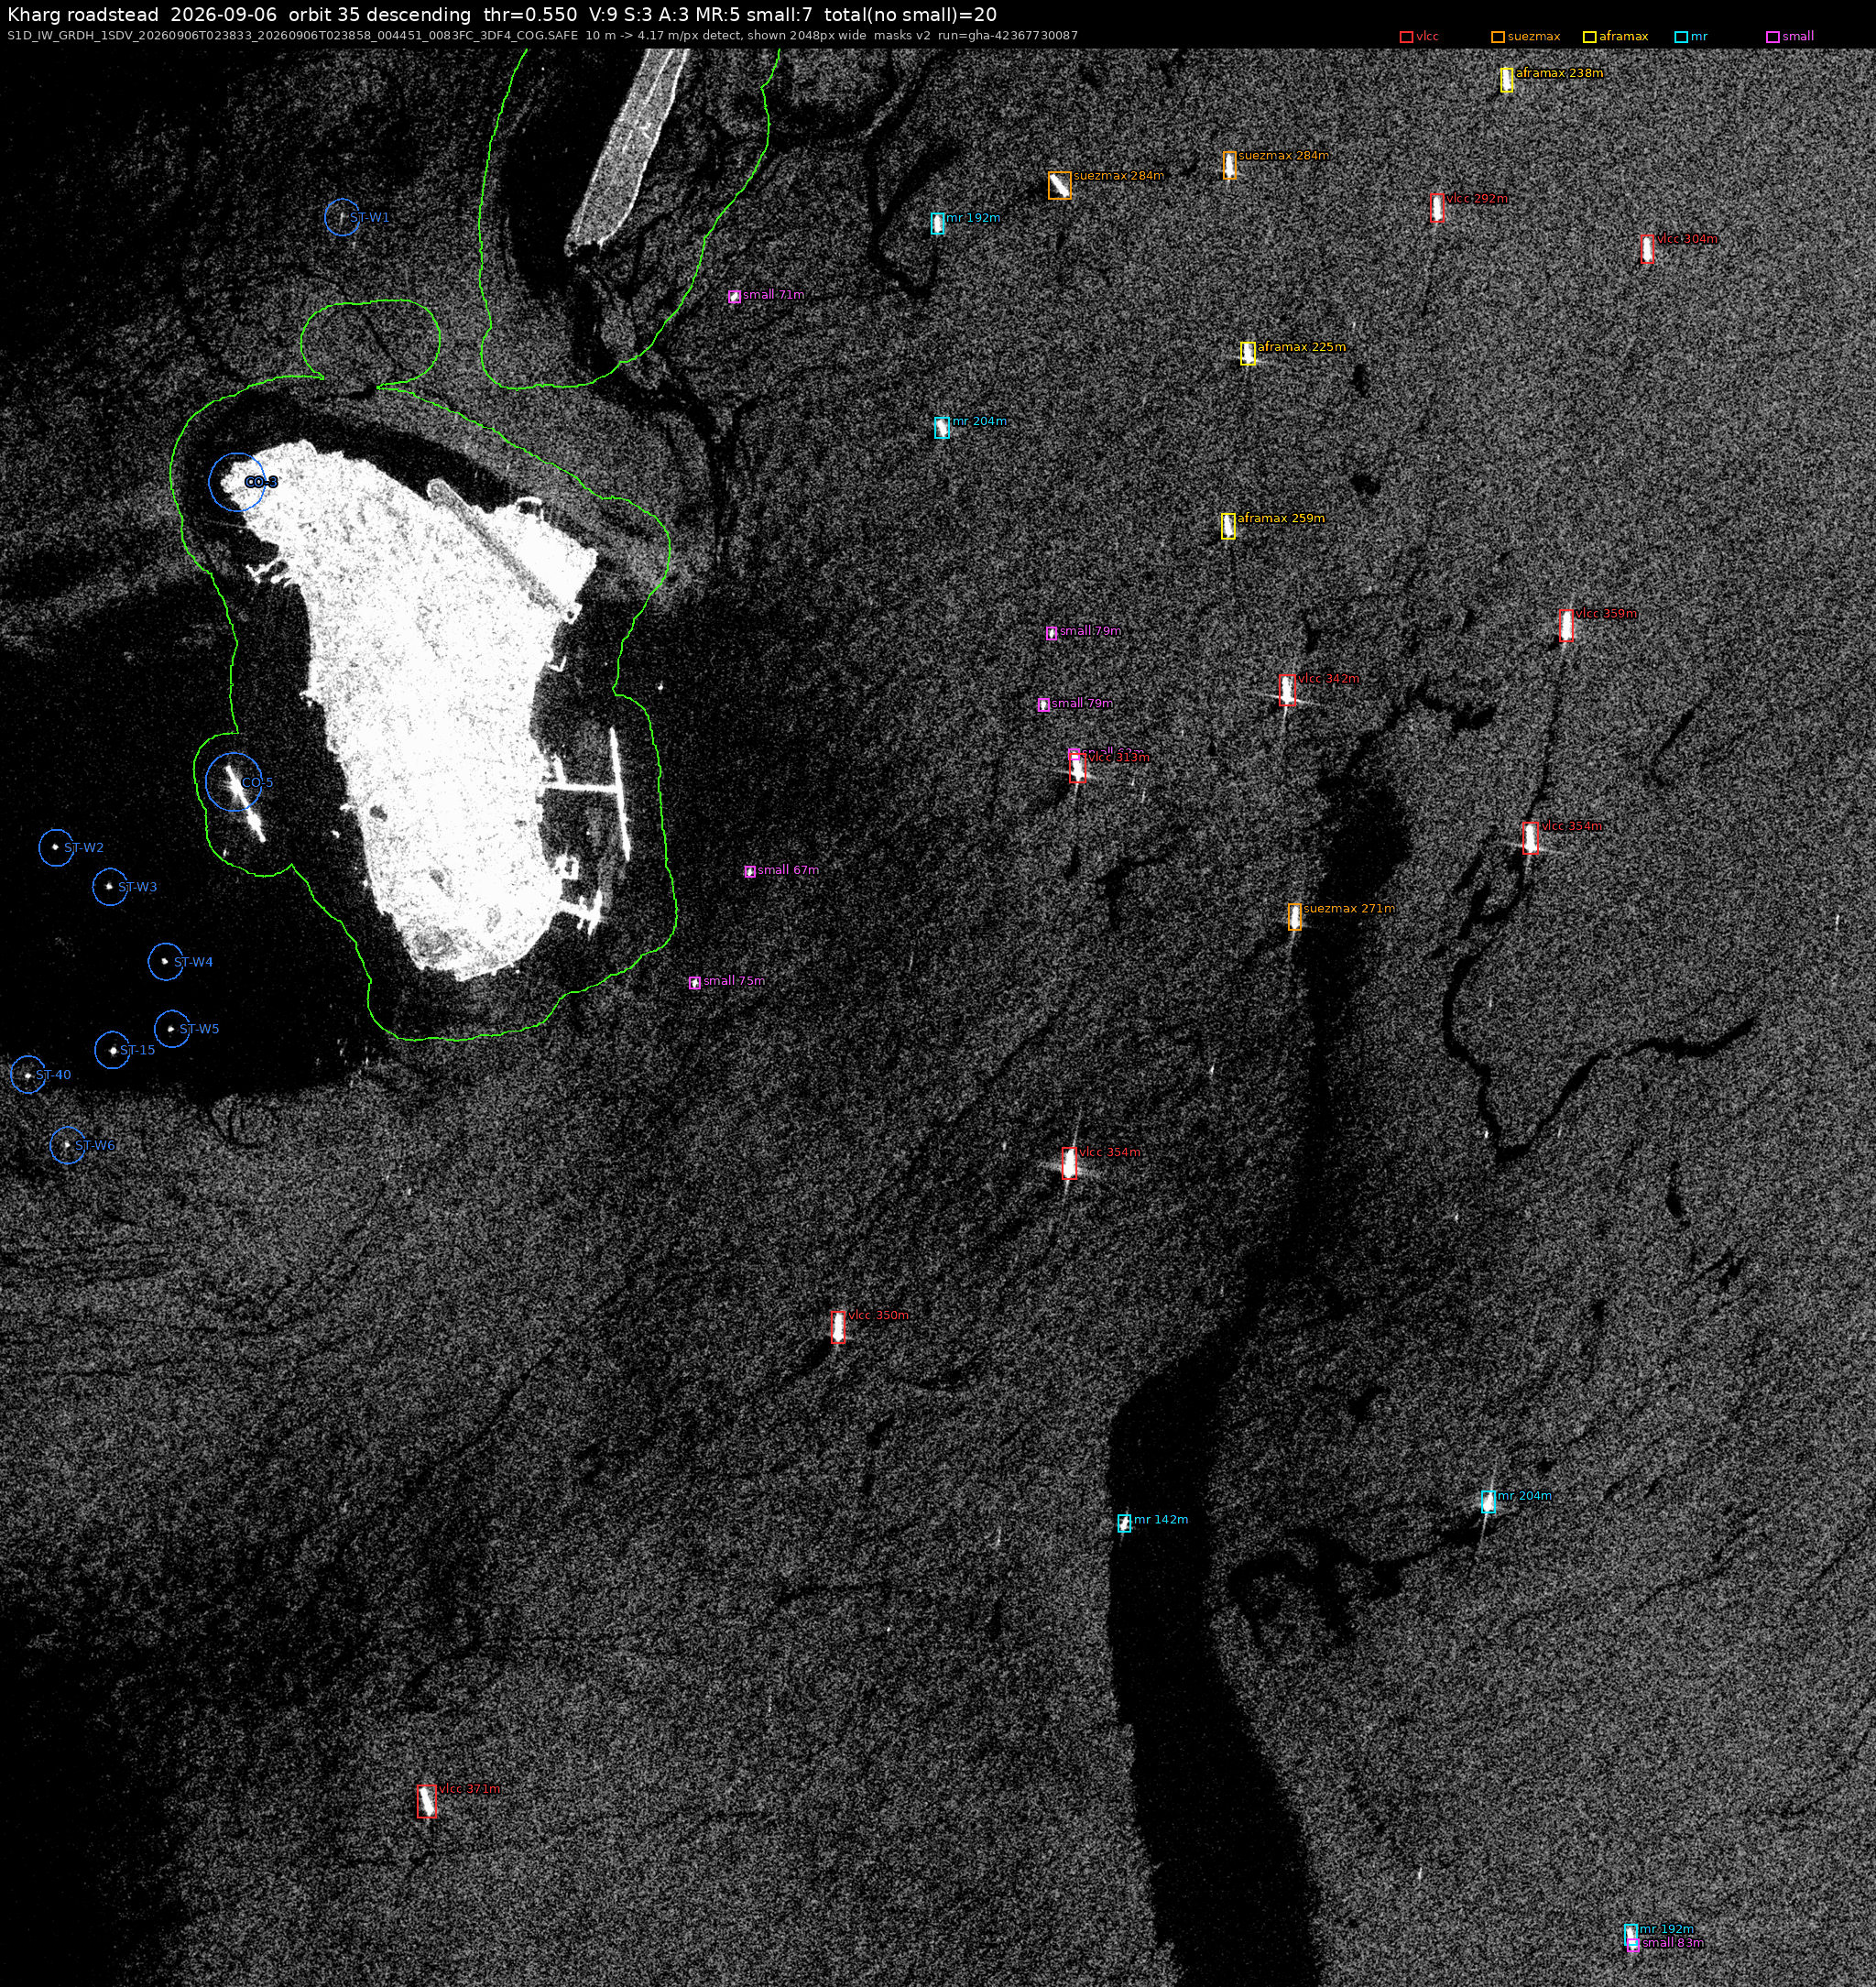 Kharg roadstead  2026-09-06  orbit 35 descending  thr=0.550  V:9 S:3 A:3 MR:5 small:7  total(no small)=20
S1D_IW_GRDH_1SDV_20260906T023833_20260906T023858_004451_0083FC_3DF4_COG.SAFE  10 m -> 4.17 m/px detect, shown 2048px wide  masks v2  run=gha-42367730087
vlcc
suezmax
aframax
mr
small
aframax 238m
suezmax 284m
suezmax 284m
vlcc 292m
ST-W1
mr 192m
vlcc 304m
small 71m
aframax 225m
mr 204m
CO-3
aframax 259m
vlcc 359m
small 79m
vlcc 342m
small 79m
vlcc 313m
CO-5
vlcc 354m
ST-W2
small 67m
ST-W3
suezmax 271m
ST-W4
small 75m
ST-W5
ST-15
ST-40
ST-W6
vlcc 354m
vlcc 350m
mr 204m
mr 142m
vlcc 371m
mr 192m
small 83m